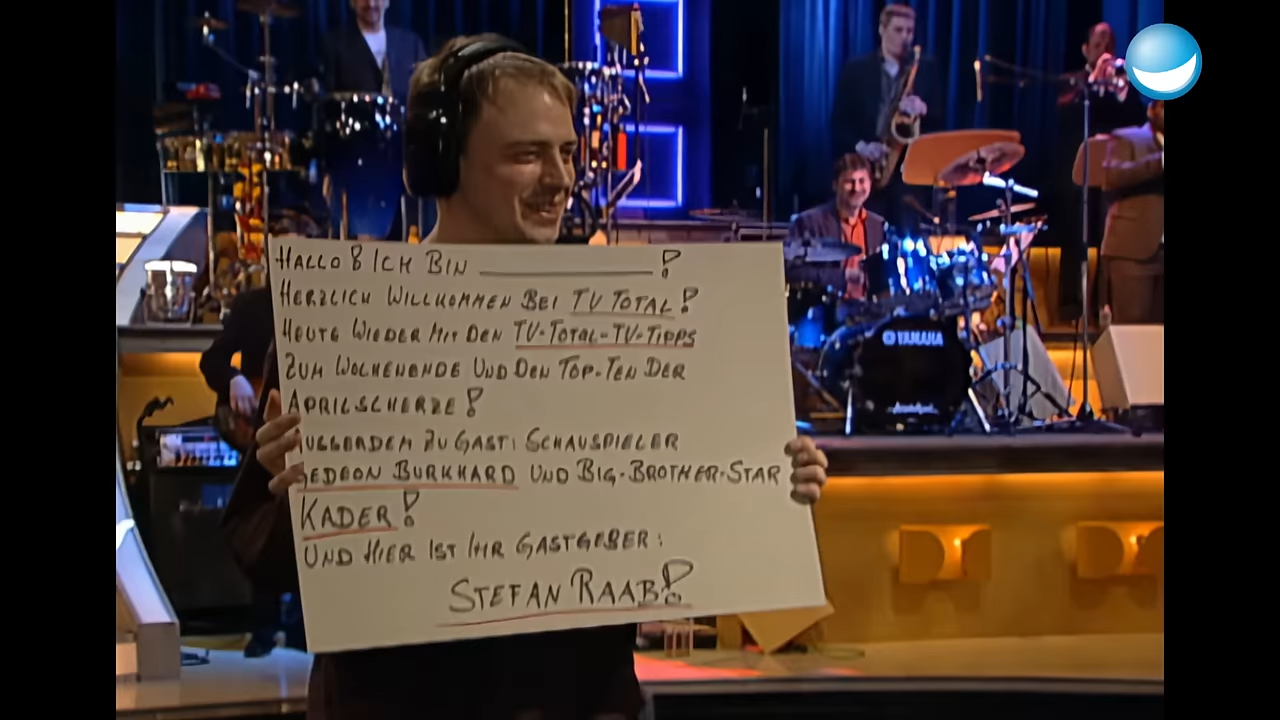 HALLO! ICH BIN ____________!
HERZLICH WILLKOMMEN BEI TV TOTAL!
HEUTE WIEDER MIT DEN TV-TOTAL-TV-TIPPS
ZUM WOCHENENDE UND DEN TOP-TEN DER
APRILSCHERZE!
AUSSERDEM ZU GAST: SCHAUSPIELER
GEDEON BURKHARD UND BIG-BROTHER-STAR
KADER!
UND HIER IST IHR GASTGEBER:
STEFAN RAAB!
YAMAHA